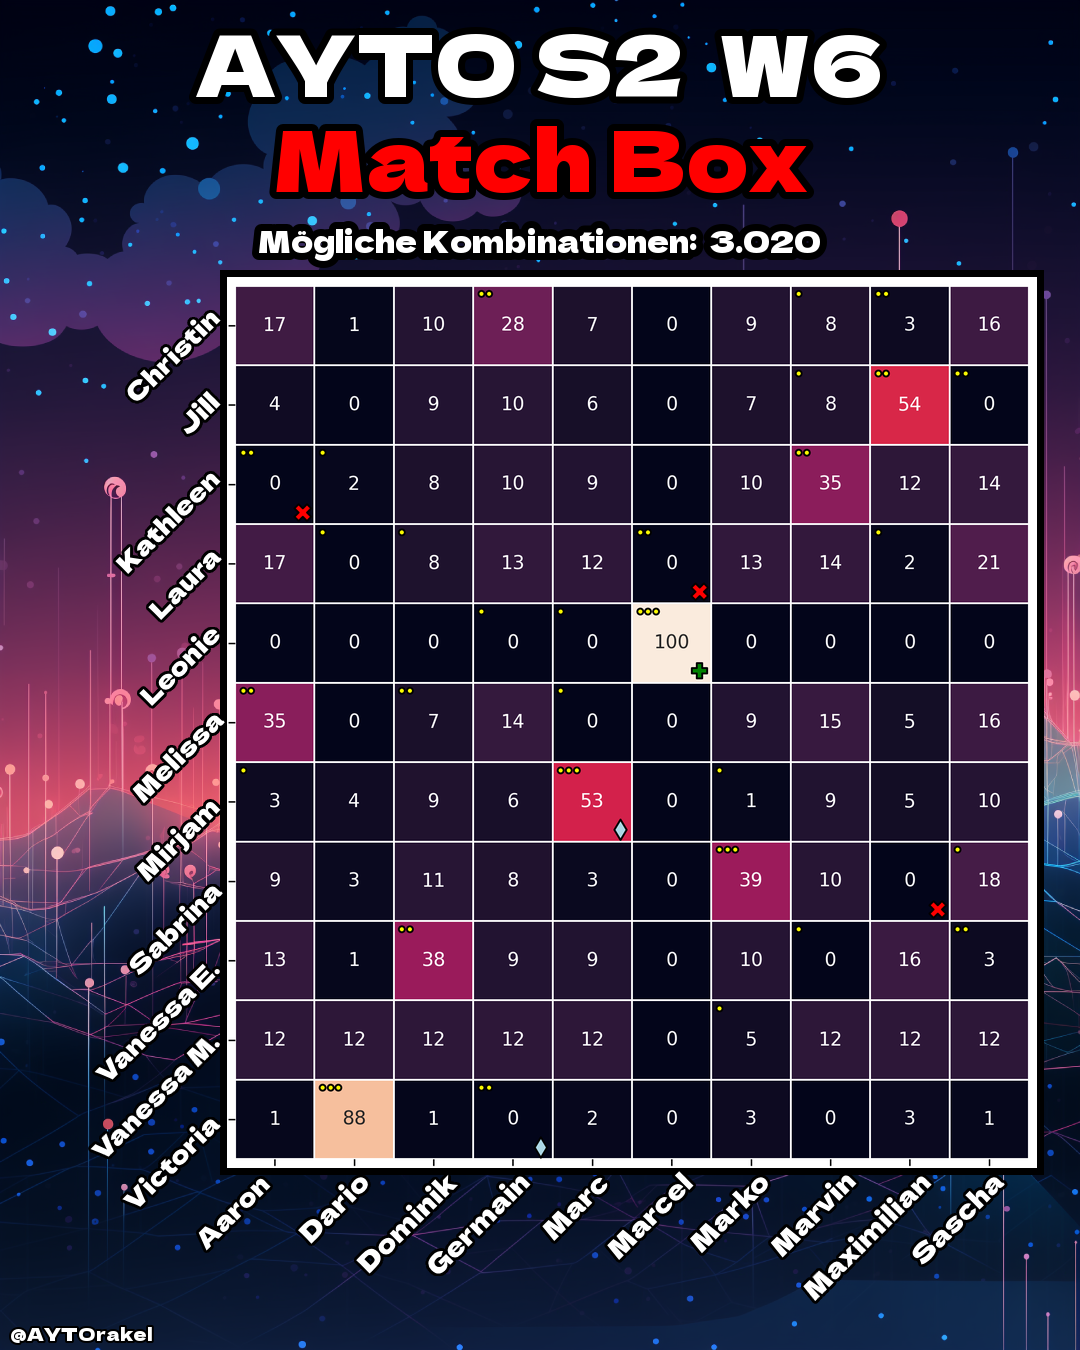 AYTO S2 W6
Match Box
Mögliche Kombinationen: 3.020
Christin 17 1 10 28 7 0 9 8 3 16
Jill 4 0 9 10 6 0 7 8 54 0
Kathleen 0 2 8 10 9 0 10 35 12 14
Laura 17 0 8 13 12 0 13 14 2 21
Leonie 0 0 0 0 0 100 0 0 0 0
Melissa 35 0 7 14 0 0 9 15 5 16
Mirjam 3 4 9 6 53 0 1 9 5 10
Sabrina 9 3 11 8 3 0 39 10 0 18
Vanessa E. 13 1 38 9 9 0 10 0 16 3
Vanessa M. 12 12 12 12 12 0 5 12 12 12
Victoria 1 88 1 0 2 0 3 0 3 1
Aaron Dario Dominik Germain Marc Marcel Marko Marvin Maximilian Sascha
@AYTOrakel